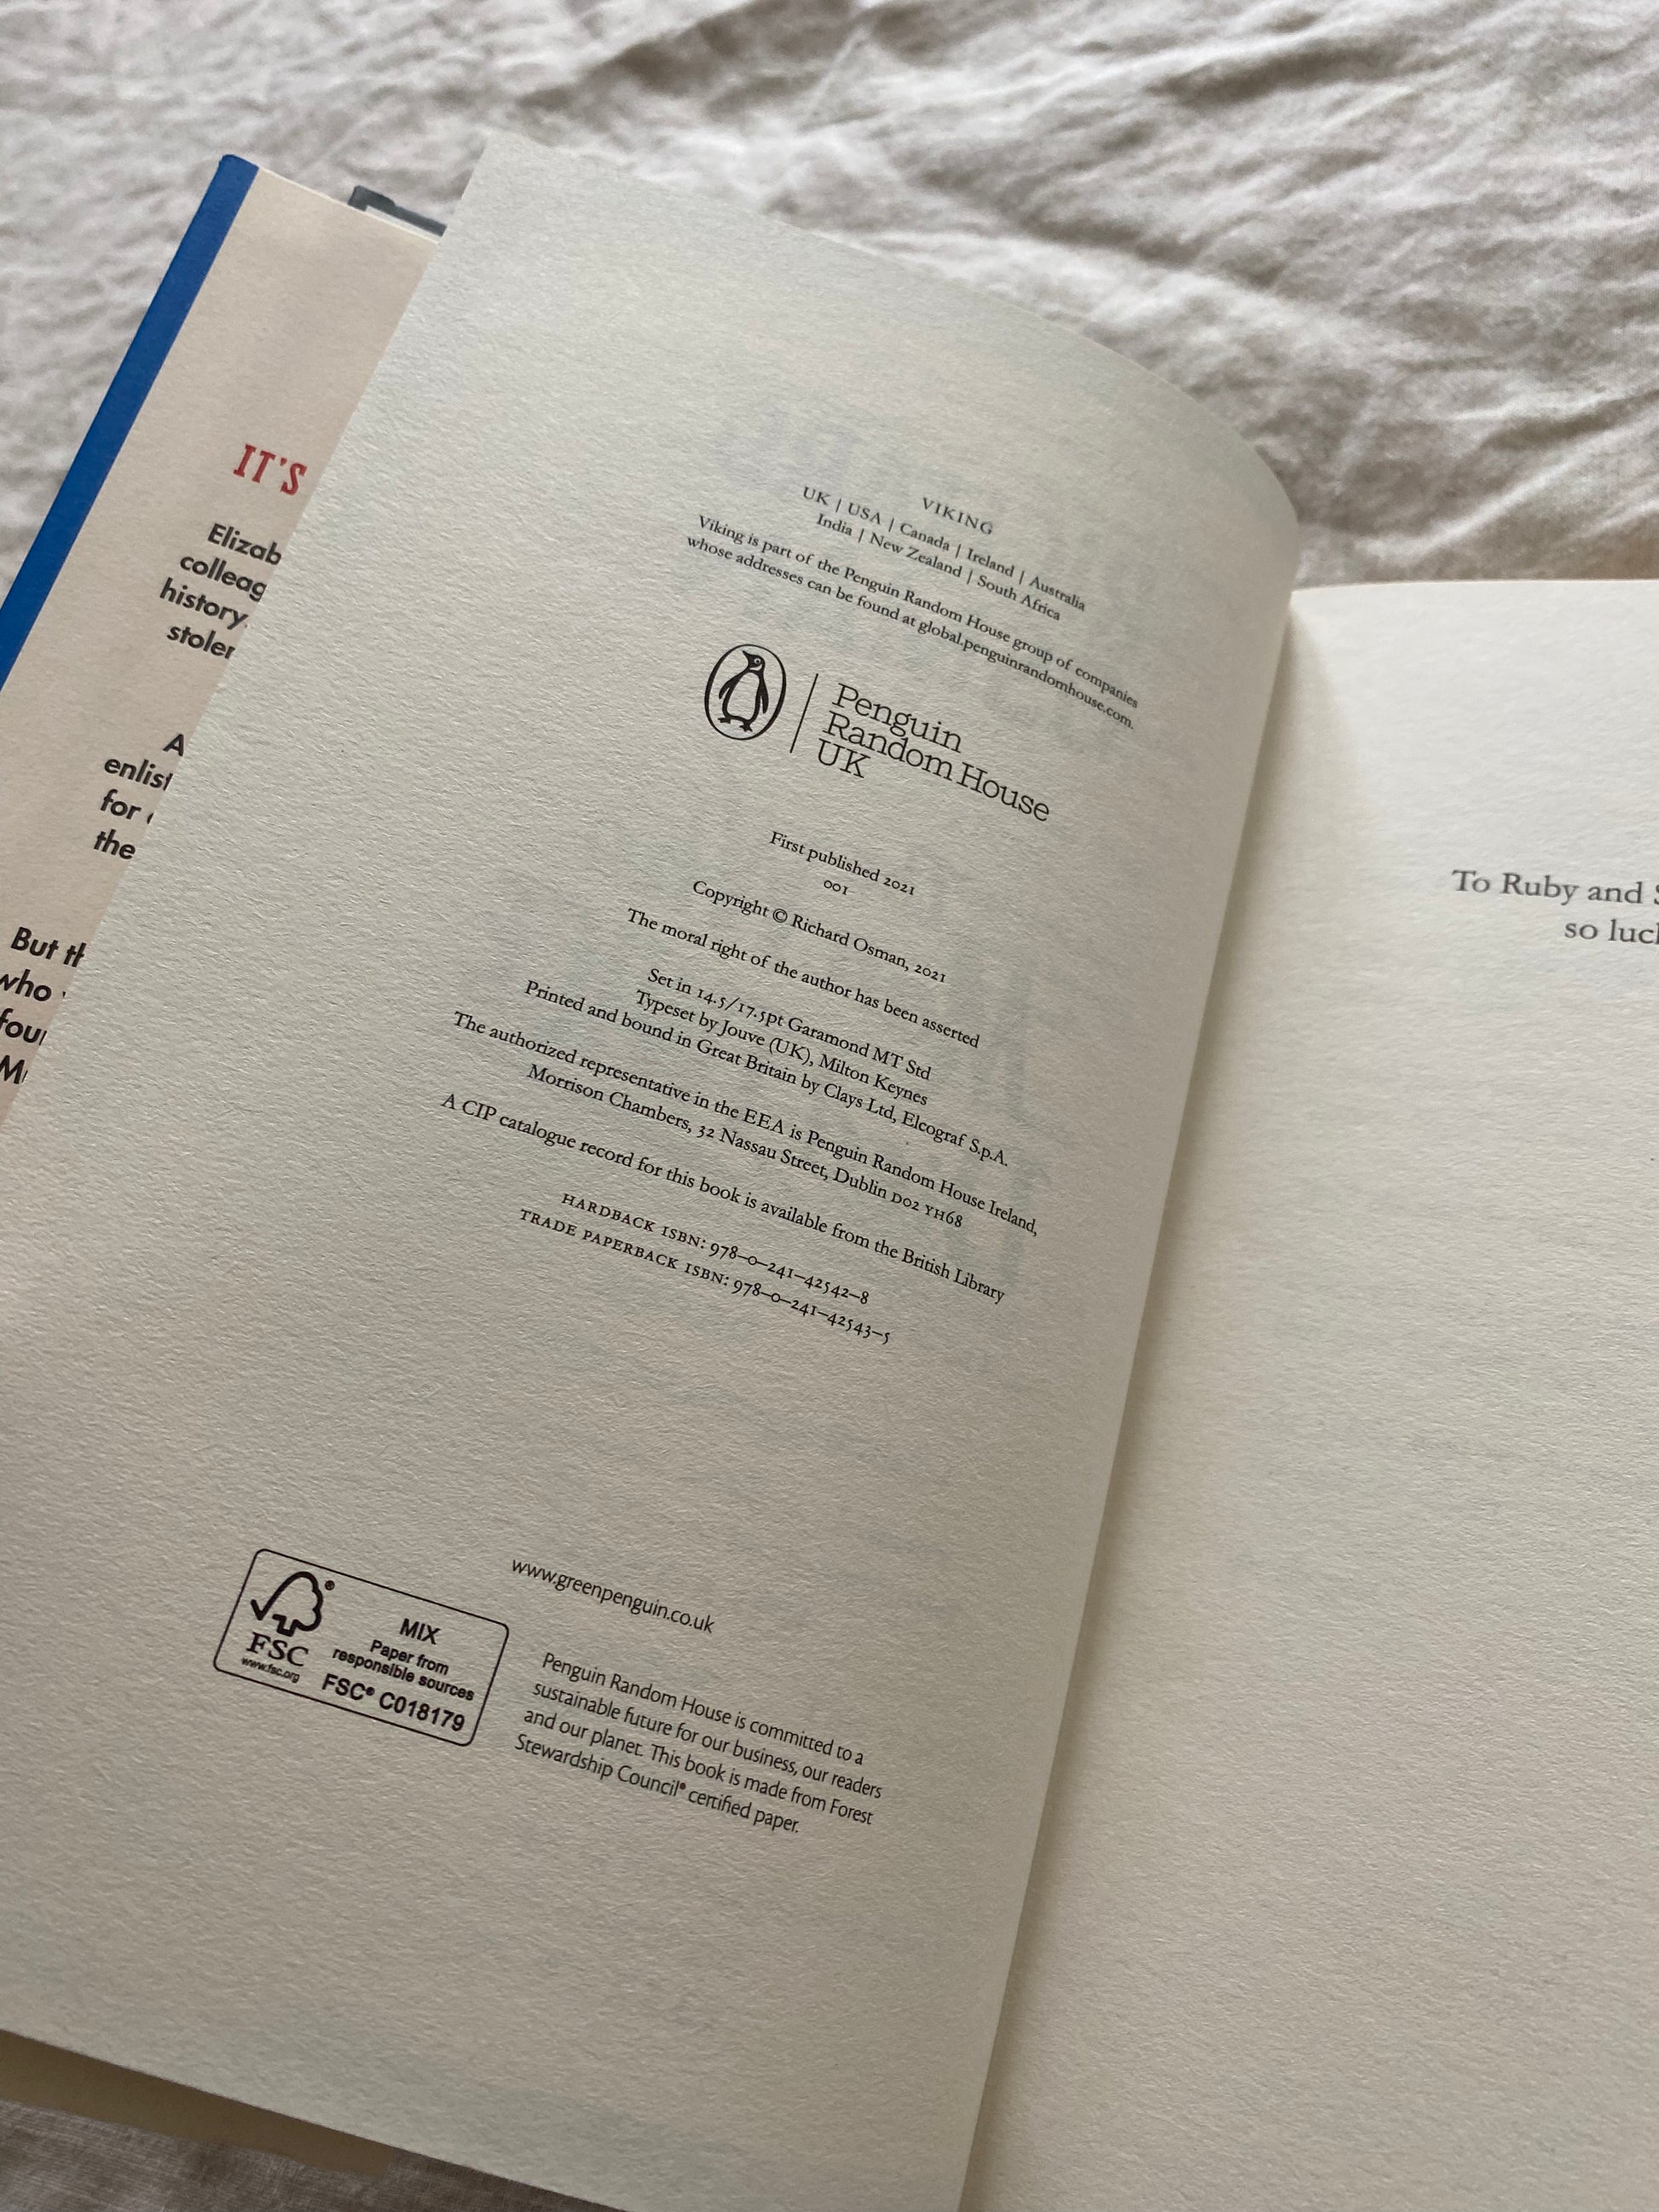 IT'S
Elizab
colleag
history.
stolen
A
enlist
for
the
But th
who
four
VIKING
UK | USA | Canada | Ireland | Australia
India | New Zealand | South Africa
Viking is part of the Penguin Random House group of companies
whose addresses can be found at global.penguinrandomhouse.com.
Penguin
Random House
UK
First published 2021
001
Copyright © Richard Osman, 2021
The moral right of the author has been asserted
Set in 14.5/17.5pt Garamond MT Std
Typeset by Jouve (UK), Milton Keynes
Printed and bound in Great Britain by Clays Ltd, Elcograf S.p.A.
The authorized representative in the EEA is Penguin Random House Ireland,
Morrison Chambers, 32 Nassau Street, Dublin D02 YH68
A CIP catalogue record for this book is available from the British Library
HARDBACK ISBN: 978–0–241–42542–8
TRADE PAPERBACK ISBN: 978–0–241–42543–5
www.greenpenguin.co.uk
MIX
Paper from
responsible sources
FSC® C018179
FSC
www.fsc.org
Penguin Random House is committed to a
sustainable future for our business, our readers
and our planet. This book is made from Forest
Stewardship Council® certified paper.
To Ruby and S
so luck